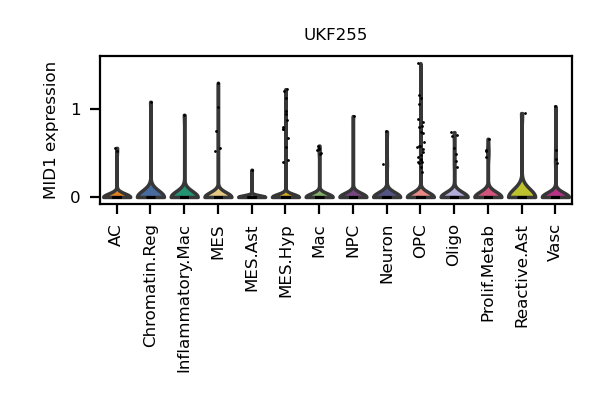 UKF255
MID1 expression
1
0
AC
Chromatin.Reg
Inflammatory.Mac
MES
MES.Ast
MES.Hyp
Mac
NPC
Neuron
OPC
Oligo
Prolif.Metab
Reactive.Ast
Vasc